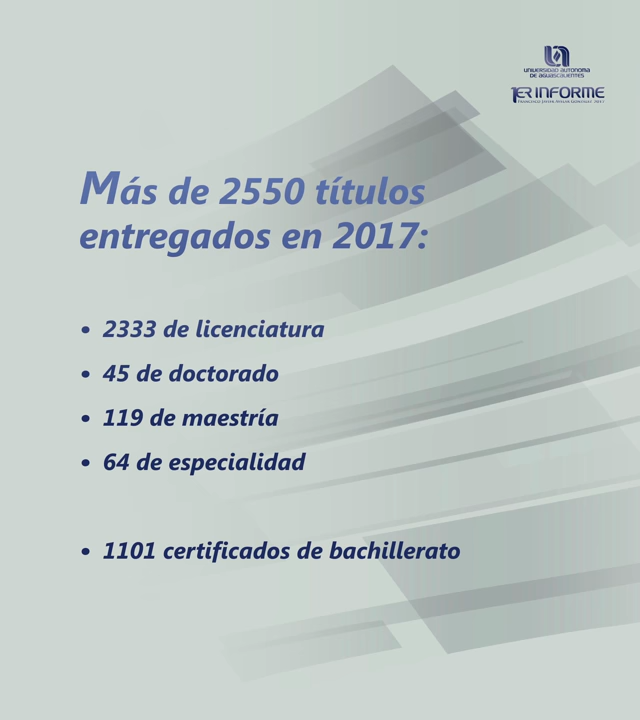 UNIVERSIDAD AUTONOMA
DE AGUASCALIENTES
1ER INFORME
Más de 2550 títulos
entregados en 2017:
• 2333 de licenciatura
• 45 de doctorado
• 119 de maestría
• 64 de especialidad
• 1101 certificados de bachillerato